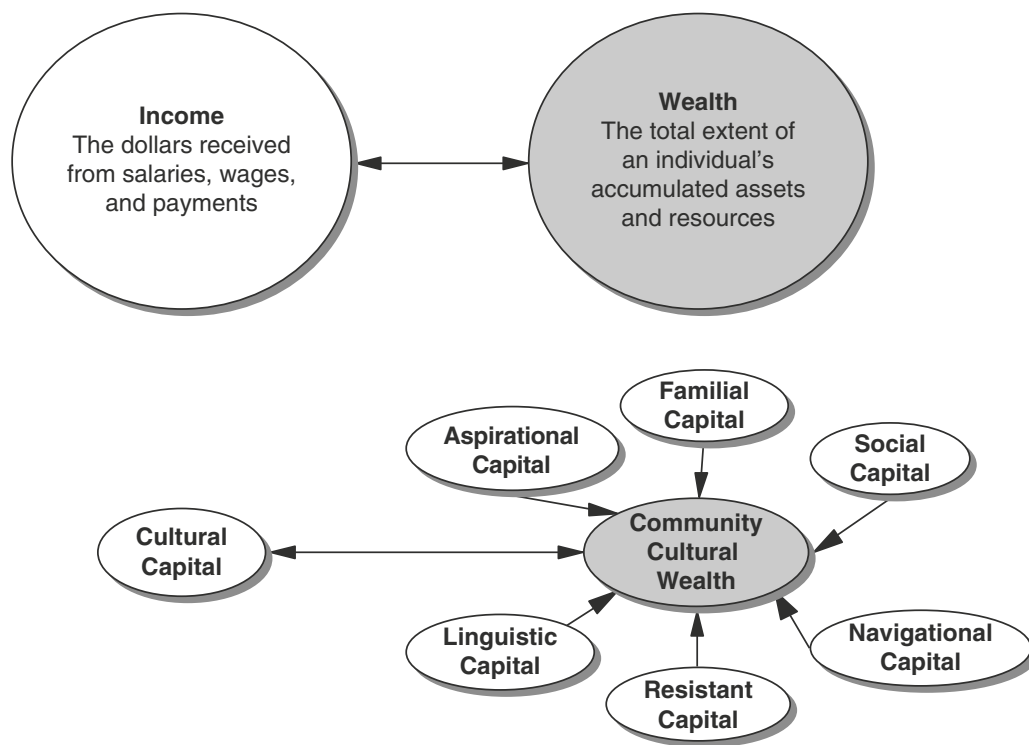 Income
The dollars received
from salaries, wages,
and payments
Wealth
The total extent of
an individual's
accumulated assets
and resources
Familial
Capital
Aspirational
Capital
Social
Capital
Cultural
Capital
Community
Cultural
Wealth
Linguistic
Capital
Navigational
Capital
Resistant
Capital